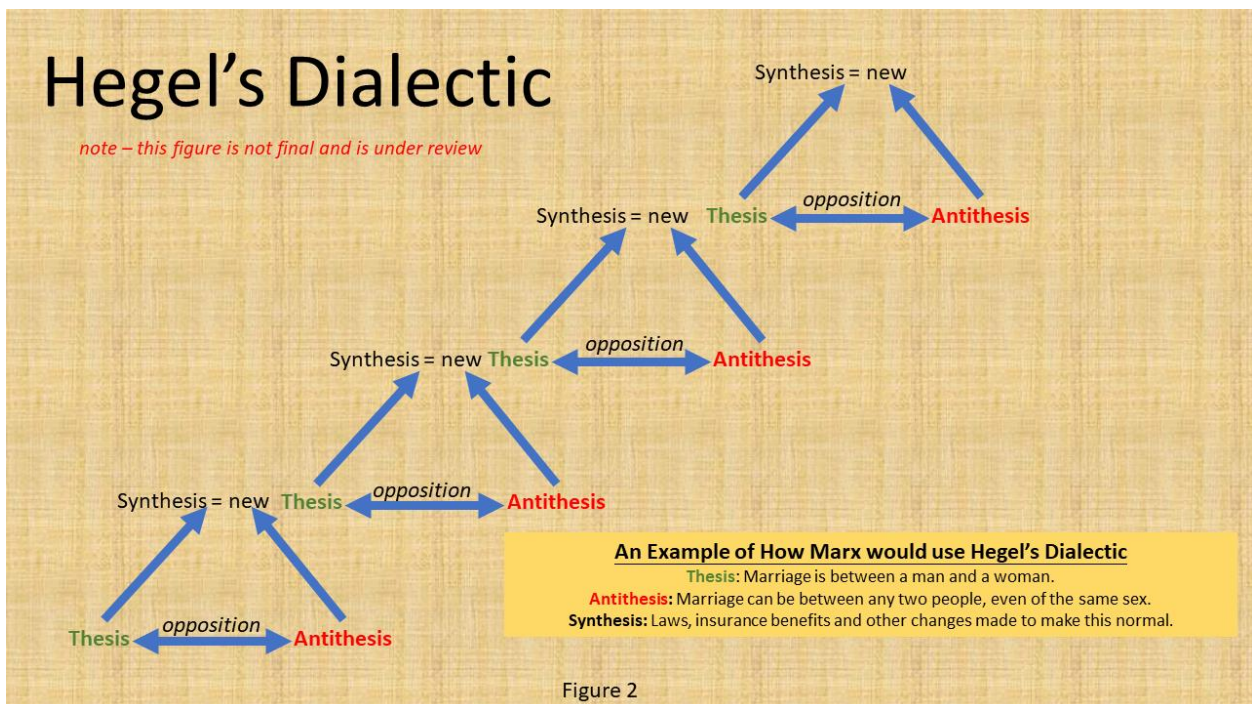 Hegel's Dialectic
note – this figure is not final and is under review
Synthesis = new
Synthesis = new Thesis opposition Antithesis
Synthesis = new Thesis opposition Antithesis
Synthesis = new Thesis opposition Antithesis
Thesis opposition Antithesis
An Example of How Marx would use Hegel's Dialectic
Thesis: Marriage is between a man and a woman.
Antithesis: Marriage can be between any two people, even of the same sex.
Synthesis: Laws, insurance benefits and other changes made to make this normal.
Figure 2